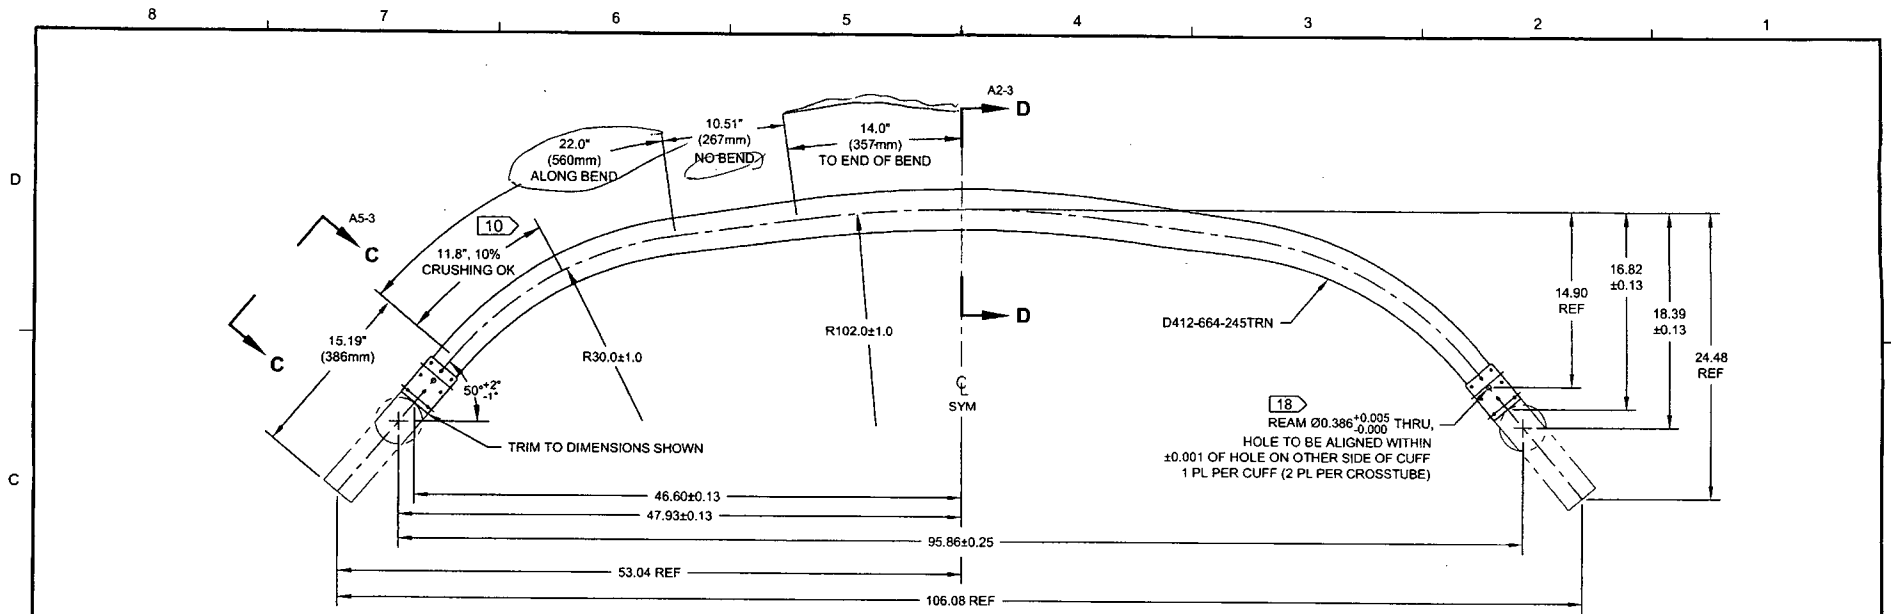 8 7 6 5 4 3 2 1
A2-3
D
22.0"
(560mm)
ALONG BEND
10.51"
(267mm)
NO BEND
14.0"
(357mm)
TO END OF BEND
D
A5-3
C
10
11.8", 10%
CRUSHING OK
15.19"
(386mm)
C
R30.0±1.0
R102.0±1.0
D
D412-664-245TRN
14.90
REF
16.82
±0.13
18.39
±0.13
24.48
REF
50°+2°
-1°
CL
SYM
TRIM TO DIMENSIONS SHOWN
18
REAM Ø0.386+0.005
-0.000 THRU,
HOLE TO BE ALIGNED WITHIN
±0.001 OF HOLE ON OTHER SIDE OF CUFF
1 PL PER CUFF (2 PL PER CROSSTUBE)
C
46.60±0.13
47.93±0.13
95.86±0.25
53.04 REF
106.08 REF